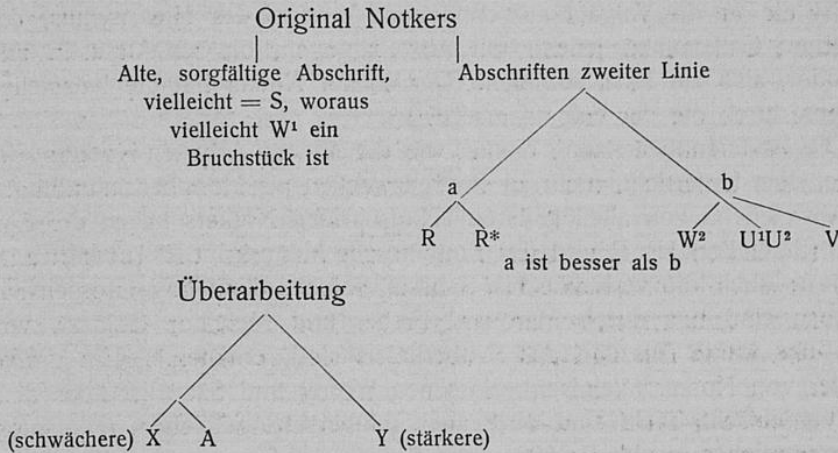 Original Notkers
Alte, sorgfältige Abschrift,
vielleicht = S, woraus
vielleicht W¹ ein
Bruchstück ist
Abschriften zweiter Linie
a
b
R R* W² U¹U² V
a ist besser als b
Überarbeitung
(schwächere) X A Y (stärkere)